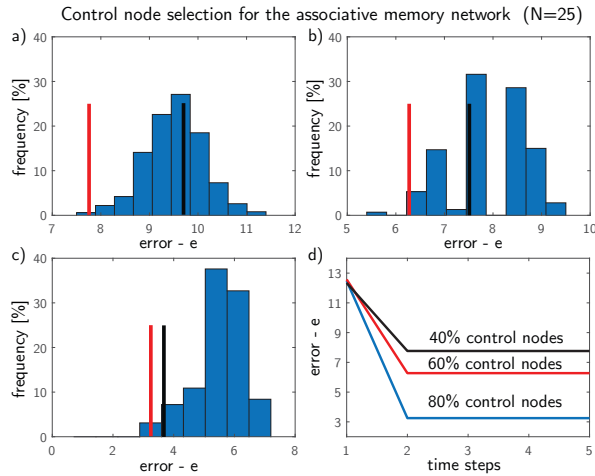 Control node selection for the associative memory network (N=25)
a)
frequency [%]
40
30
20
10
0
7 8 9 10 11 12
error - e
b)
frequency [%]
40
30
20
10
0
5 6 7 8 9 10
error - e
c)
frequency [%]
40
30
20
10
0
0 2 4 6 8
error - e
d)
error - e
13
11
9
7
5
3
40% control nodes
60% control nodes
80% control nodes
1 2 3 4 5
time steps